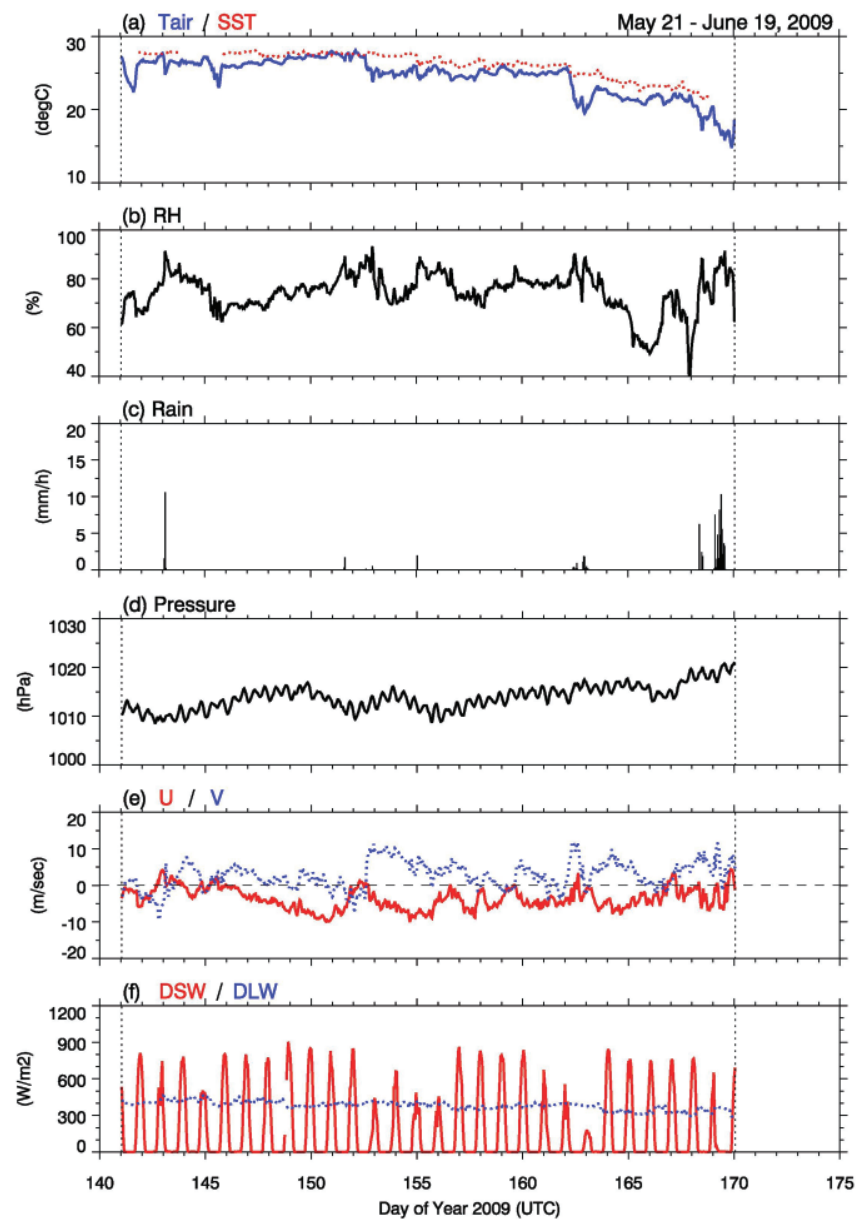 (a) Tair / SST May 21 - June 19, 2009
30
20
10
(degC)
(b) RH
100
80
60
40
(%)
(c) Rain
20
15
10
5
0
(mm/h)
(d) Pressure
1030
1020
1010
1000
(hPa)
(e) U / V
20
10
0
-10
-20
(m/sec)
(f) DSW / DLW
1200
900
600
300
0
(W/m2)
140 145 150 155 160 165 170 175
Day of Year 2009 (UTC)